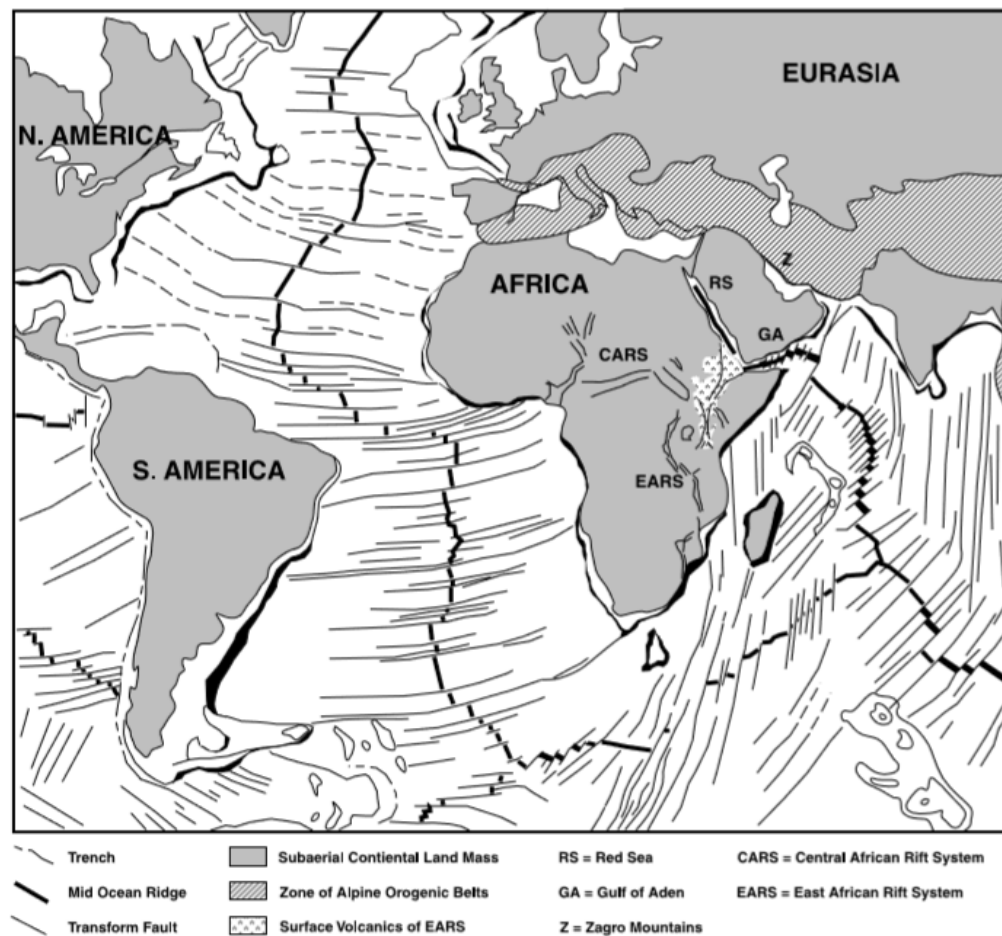 EURASIA
N. AMERICA
Z
RS
AFRICA
GA
CARS
S. AMERICA
EARS
Trench
Subaerial Contiental Land Mass
RS = Red Sea
CARS = Central African Rift System
Mid Ocean Ridge
Zone of Alpine Orogenic Belts
GA = Gulf of Aden
EARS = East African Rift System
Transform Fault
Surface Volcanics of EARS
Z = Zagro Mountains